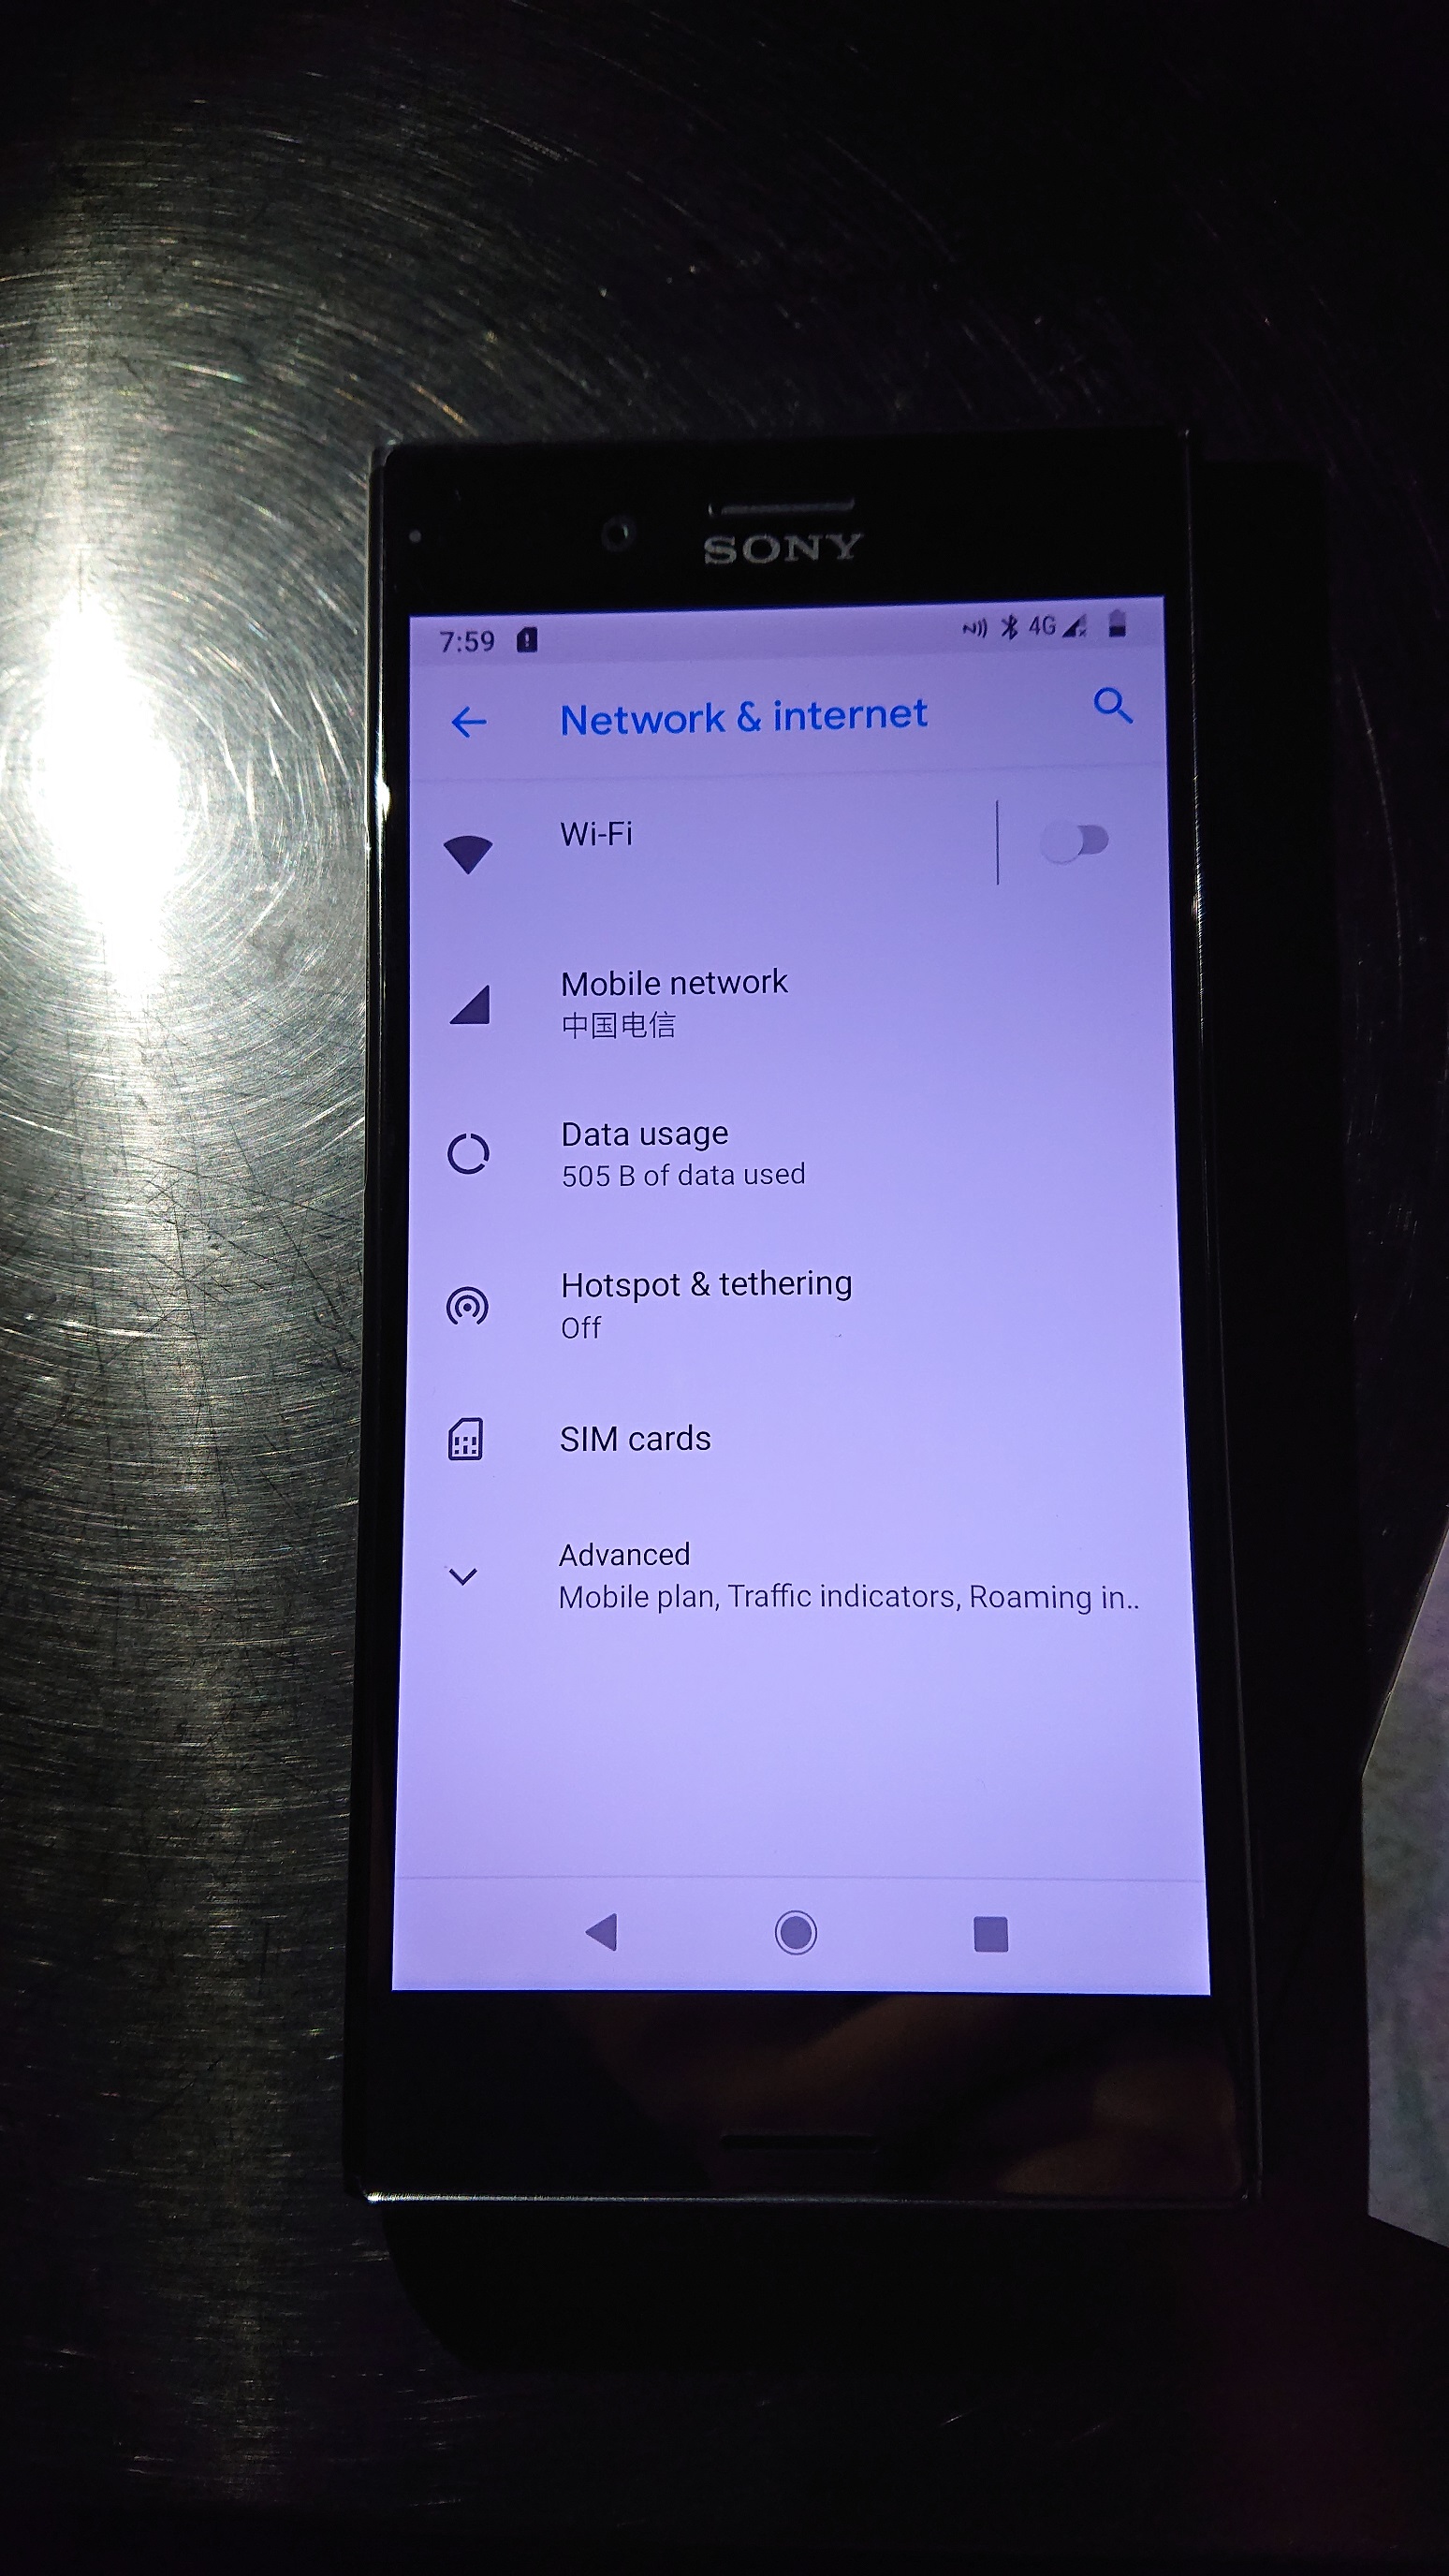 SONY
7:59 4G
Network & internet
Wi-Fi
Mobile network
中国电信
Data usage
505 B of data used
Hotspot & tethering
Off
SIM cards
Advanced
Mobile plan, Traffic indicators, Roaming in..